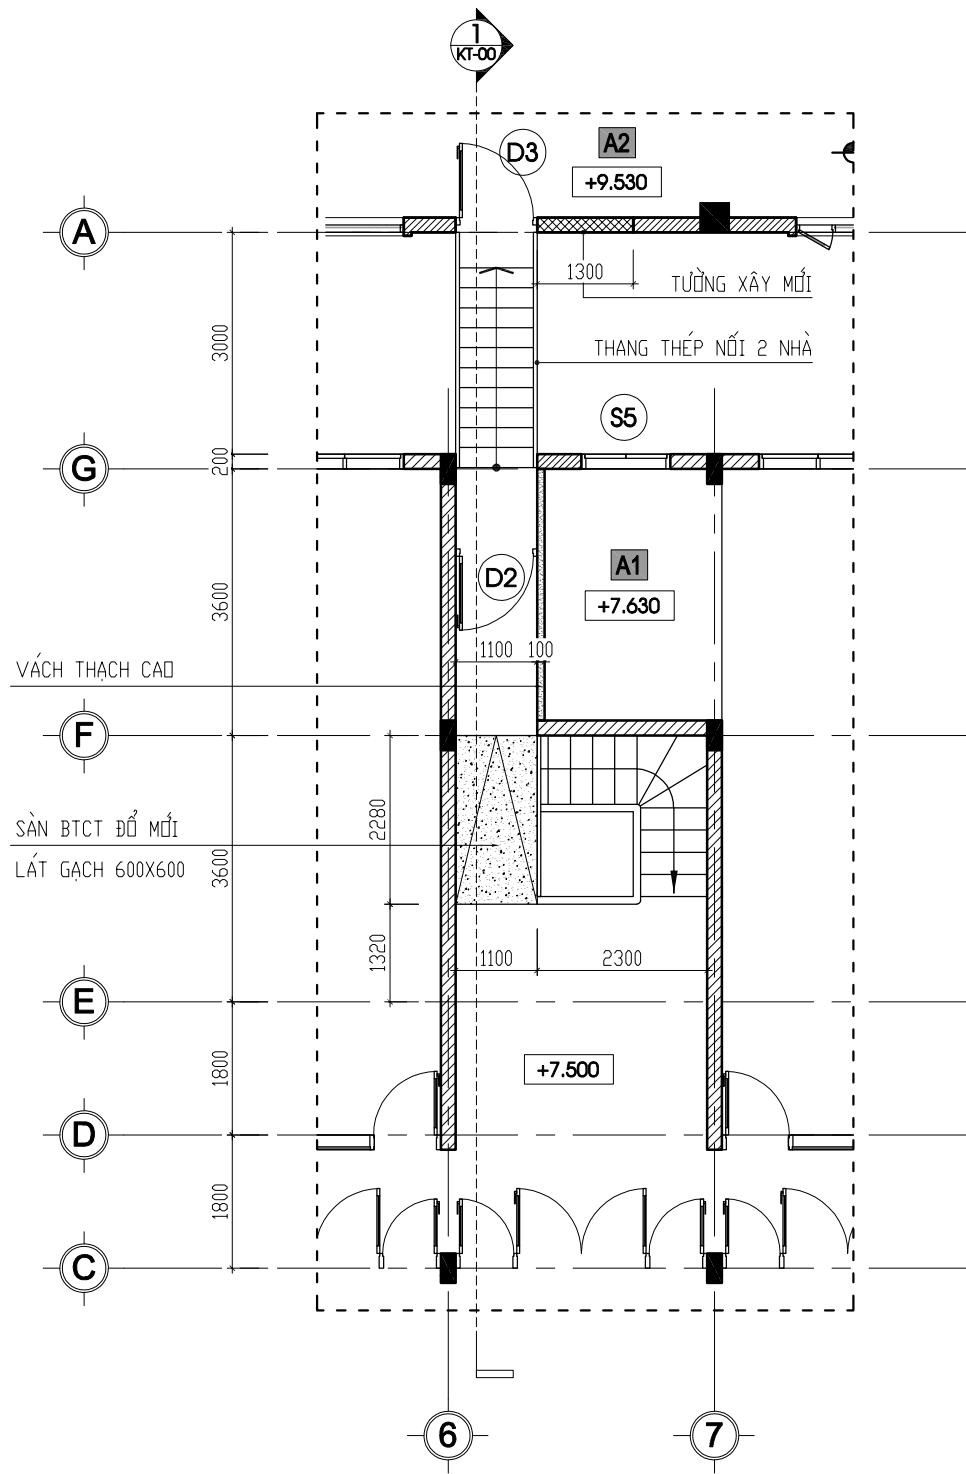 1
KT-00
D3
A2
+9.530
A
1300
TƯỜNG XÂY MỚI
3000
THANG THÉP NỐI 2 NHÀ
S5
G
200
A1
D2
+7.630
3600
1100
100
VÁCH THẠCH CAO
F
2280
SÀN BTCT ĐỔ MỚI
LÁT GẠCH 600X600
3600
1320
1100
2300
E
+7.500
1800
D
1800
C
6
7